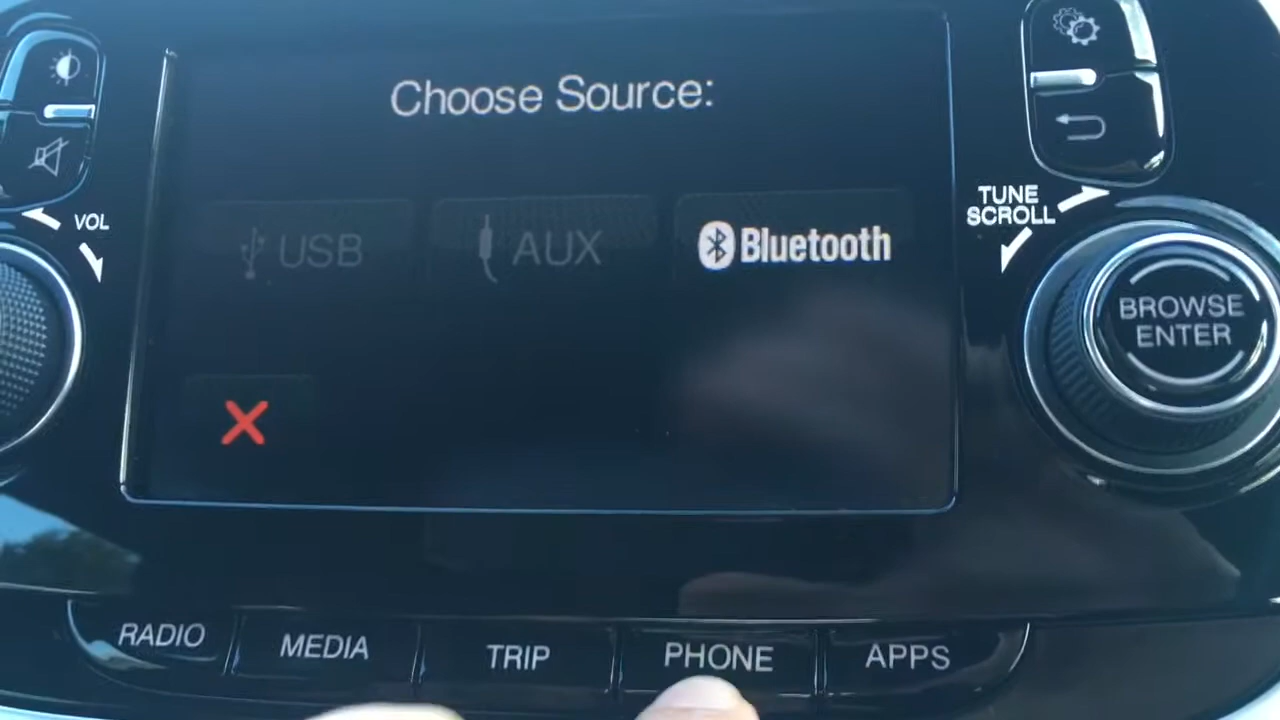 Choose Source:
VOL
TUNE
SCROLL
USB
AUX
Bluetooth
BROWSE
ENTER
RADIO
MEDIA
TRIP
PHONE
APPS